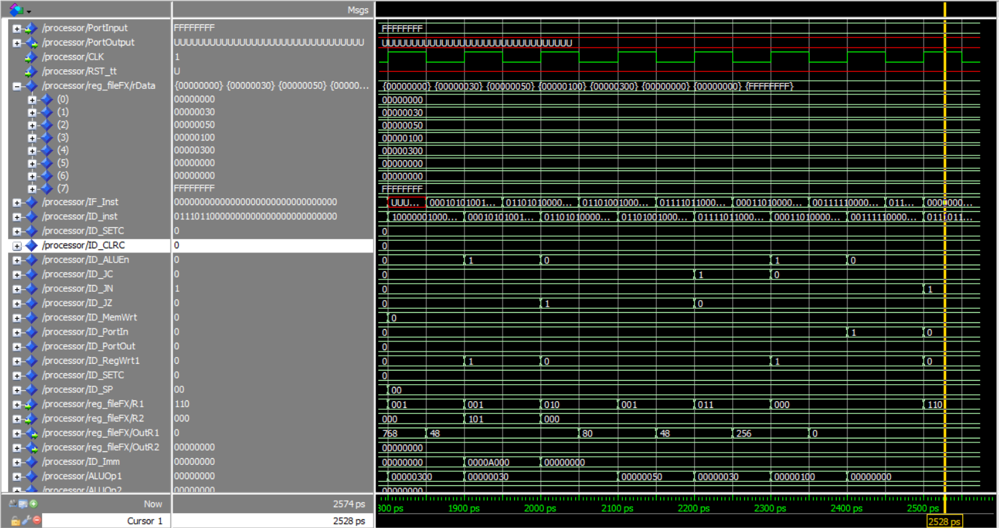 Msgs
/processor/PortInput FFFFFFFF FFFFFFFF
/processor/PortOutput UUUUUUUUUUUUUUUUUUUUUUUUUUUUUUUU UUUUUUUUUUUUUUUUUUUUUUUUUUUUUUUU
/processor/CLK 1
/processor/RST_tt U
/processor/reg_fileFX/rData {00000000} {00000030} {00000050} {00000... {00000000} {00000030} {00000050} {00000100} {00000300} {00000000} {00000000} {FFFFFFFF}
(0) 00000000 00000000
(1) 00000030 00000030
(2) 00000050 00000050
(3) 00000100 00000100
(4) 00000300 00000300
(5) 00000000 00000000
(6) 00000000 00000000
(7) FFFFFFFF FFFFFFFF
/processor/IF_Inst 00000000000000000000000000000000 UUU... 00010101001... 01101010000... 01101001000... 01111011000... 00011010000... 00111110000... 011... 0000000...
/processor/ID_inst 01110110000000000000000000000000 10000001000... 00010101001... 01101010000... 01101001000... 01111011000... 00011010000... 00111110000... 0111011...
/processor/ID_SETC 0 0
/processor/ID_CLRC 0 0
/processor/ID_ALUEn 0 0 1 0 1 0
/processor/ID_JC 0 0 1 0
/processor/ID_JN 1 0 1
/processor/ID_JZ 0 0 1 0
/processor/ID_MemWrt 0 0
/processor/ID_PortIn 0 0 1 0
/processor/ID_PortOut 0 0
/processor/ID_RegWrt1 0 0 1 0 1 0
/processor/ID_SETC 0 0
/processor/ID_SP 00 00
/processor/reg_fileFX/R1 110 001 001 010 001 011 000 110
/processor/reg_fileFX/R2 000 000 101 000
/processor/reg_fileFX/OutR1 0 768 48 80 48 256 0
/processor/reg_fileFX/OutR2 00000000 00000000
/processor/ID_Imm 00000000 00000000 0000A000 00000000
/processor/ALUOp1 00000000 00000300 00000030 00000050 00000030 00000100 00000000
/processor/ALUOp2 00000000 00000000
Now 2574 ps 1900 ps 2000 ps 2100 ps 2200 ps 2300 ps 2400 ps 2500 ps
Cursor 1 2528 ps 2528 ps